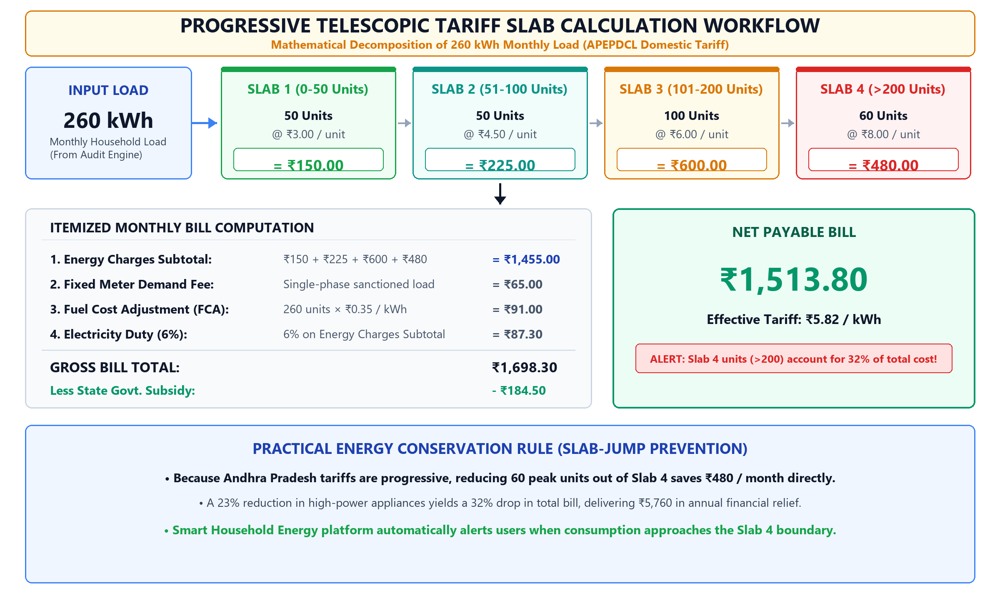 PROGRESSIVE TELESCOPIC TARIFF SLAB CALCULATION WORKFLOW
Mathematical Decomposition of 260 kWh Monthly Load (APEPDCL Domestic Tariff)
INPUT LOAD
260 kWh
Monthly Household Load
(From Audit Engine)
SLAB 1 (0-50 Units)
50 Units
@ ₹3.00 / unit
= ₹150.00
SLAB 2 (51-100 Units)
50 Units
@ ₹4.50 / unit
= ₹225.00
SLAB 3 (101-200 Units)
100 Units
@ ₹6.00 / unit
= ₹600.00
SLAB 4 (>200 Units)
60 Units
@ ₹8.00 / unit
= ₹480.00
ITEMIZED MONTHLY BILL COMPUTATION
1. Energy Charges Subtotal: ₹150 + ₹225 + ₹600 + ₹480 = ₹1,455.00
2. Fixed Meter Demand Fee: Single-phase sanctioned load = ₹65.00
3. Fuel Cost Adjustment (FCA): 260 units × ₹0.35 / kWh = ₹91.00
4. Electricity Duty (6%): 6% on Energy Charges Subtotal = ₹87.30
GROSS BILL TOTAL: ₹1,698.30
Less State Govt. Subsidy: - ₹184.50
NET PAYABLE BILL
₹1,513.80
Effective Tariff: ₹5.82 / kWh
ALERT: Slab 4 units (>200) account for 32% of total cost!
PRACTICAL ENERGY CONSERVATION RULE (SLAB-JUMP PREVENTION)
• Because Andhra Pradesh tariffs are progressive, reducing 60 peak units out of Slab 4 saves ₹480 / month directly.
• A 23% reduction in high-power appliances yields a 32% drop in total bill, delivering ₹5,760 in annual financial relief.
• Smart Household Energy platform automatically alerts users when consumption approaches the Slab 4 boundary.